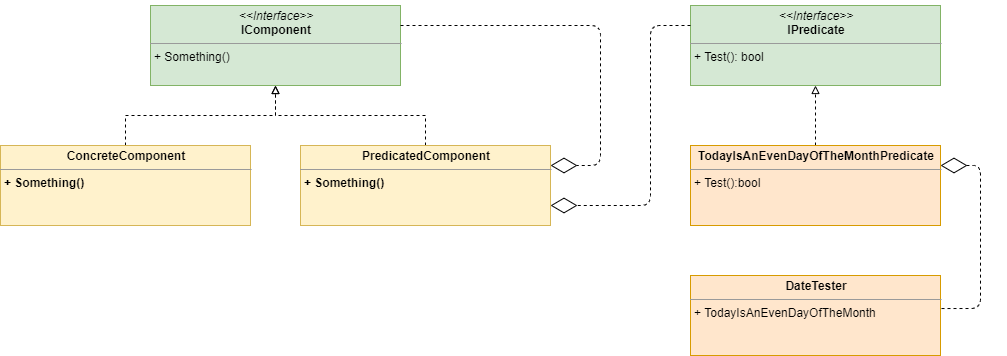 <<Interface>>
IComponent
+ Something()
<<Interface>>
IPredicate
+ Test(): bool
ConcreteComponent
+ Something()
PredicatedComponent
+ Something()
TodayIsAnEvenDayOfTheMonthPredicate
+ Test():bool
DateTester
+ TodayIsAnEvenDayOfTheMonth